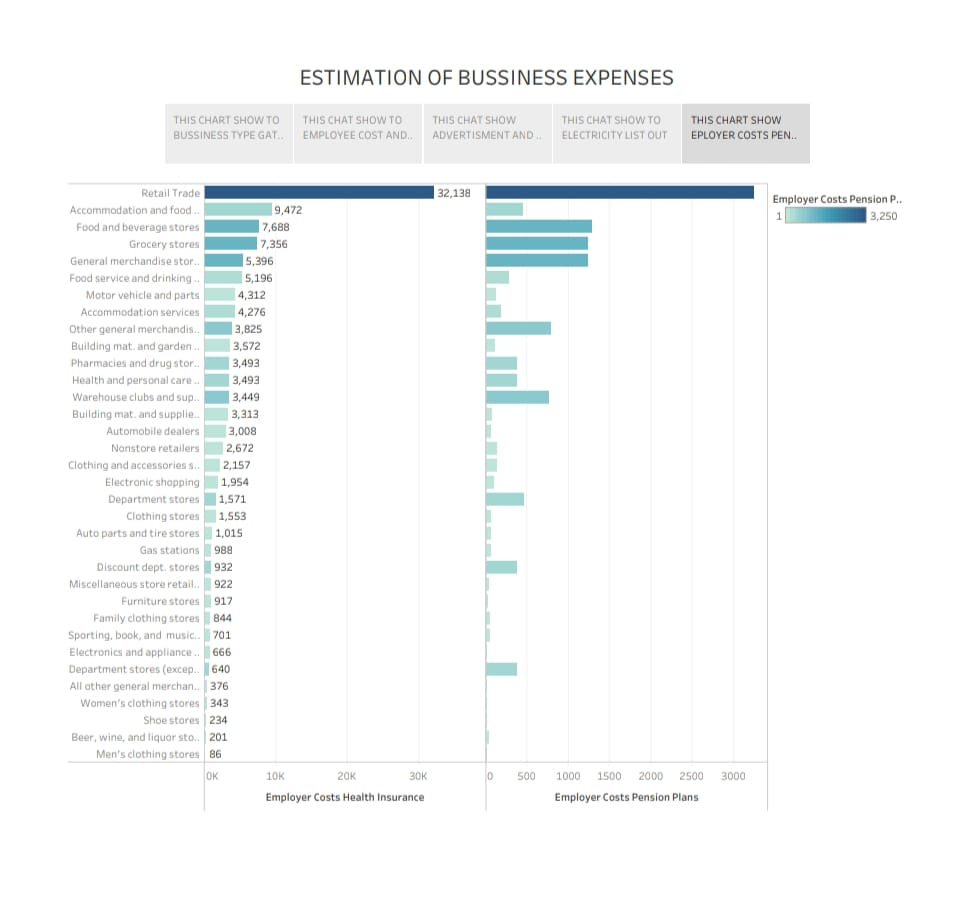 ESTIMATION OF BUSSINESS EXPENSES
THIS CHART SHOW TO
BUSSINESS TYPE GAT..
THIS CHAT SHOW TO
EMPLOYEE COST AND..
THIS CHAT SHOW
ADVERTISMENT AND ..
THIS CHAT SHOW TO
ELECTRICITY LIST OUT
THIS CHART SHOW
EPLOYER COSTS PEN..
Retail Trade 32,138
Accommodation and food .. 9,472
Food and beverage stores 7,688
Grocery stores 7,356
General merchandise stor.. 5,396
Food service and drinking .. 5,196
Motor vehicle and parts 4,312
Accommodation services 4,276
Other general merchandis.. 3,825
Building mat. and garden .. 3,572
Pharmacies and drug stor.. 3,493
Health and personal care .. 3,493
Warehouse clubs and sup.. 3,449
Building mat. and supplie.. 3,313
Automobile dealers 3,008
Nonstore retailers 2,672
Clothing and accessories s.. 2,157
Electronic shopping 1,954
Department stores 1,571
Clothing stores 1,553
Auto parts and tire stores 1,015
Gas stations 988
Discount dept. stores 932
Miscellaneous store retail.. 922
Furniture stores 917
Family clothing stores 844
Sporting, book, and music.. 701
Electronics and appliance .. 666
Department stores (excep.. 640
All other general merchan.. 376
Women's clothing stores 343
Shoe stores 234
Beer, wine, and liquor sto.. 201
Men's clothing stores 86
0K 10K 20K 30K
Employer Costs Health Insurance
0 500 1000 1500 2000 2500 3000
Employer Costs Pension Plans
Employer Costs Pension P..
1 3,250